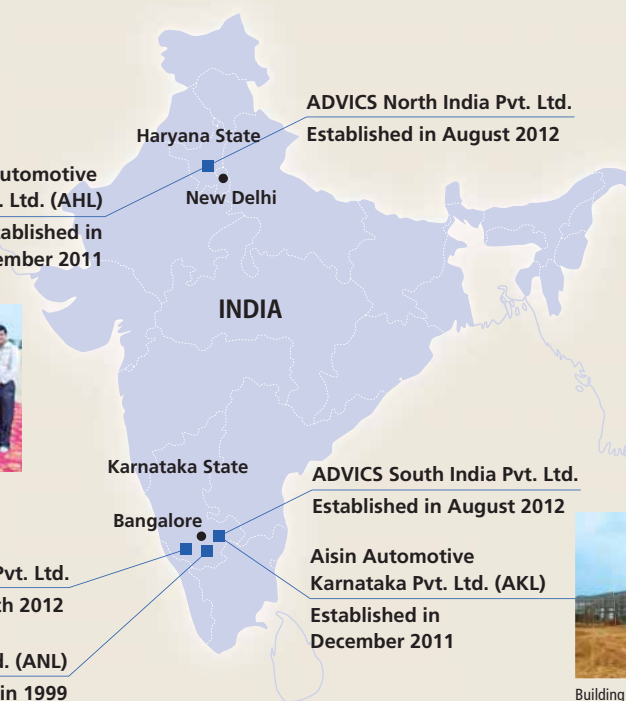 ADVICS North India Pvt. Ltd.
Established in August 2012
Haryana State
New Delhi
utomotive
. Ltd. (AHL)
tablished in
ember 2011
INDIA
Karnataka State
Bangalore
ADVICS South India Pvt. Ltd.
Established in August 2012
Aisin Automotive
Karnataka Pvt. Ltd. (AKL)
Established in
December 2011
Pvt. Ltd.
th 2012
d. (ANL)
in 1999
Building